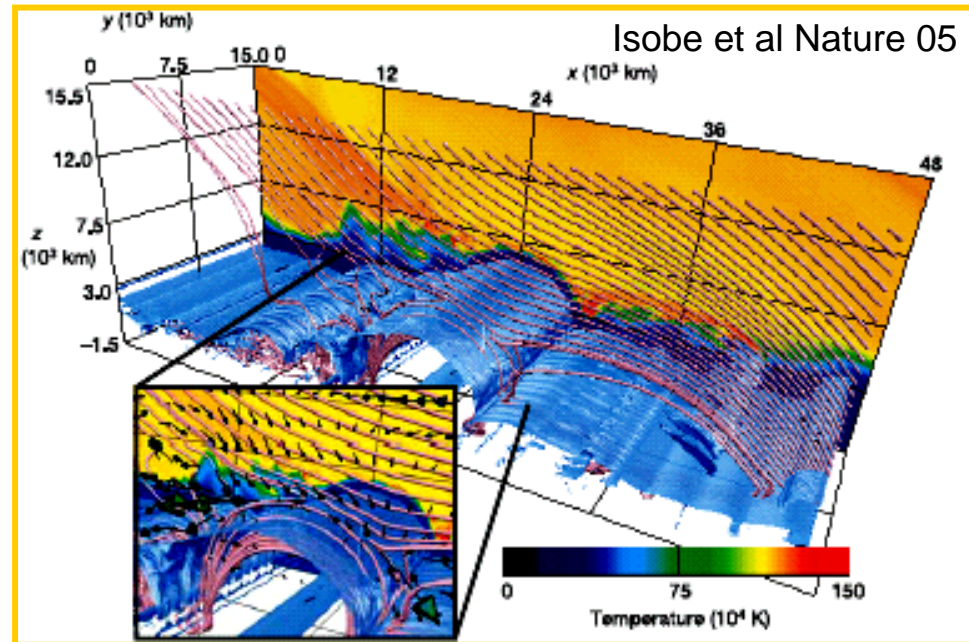 Isobe et al Nature 05
y (10³ km)
x (10³ km)
0
7.5
15.0 0
12
24
36
48
15.5
12.0
7.5
z
(10³ km)
3.0
–1.5
0
75
150
Temperature (10⁴ K)